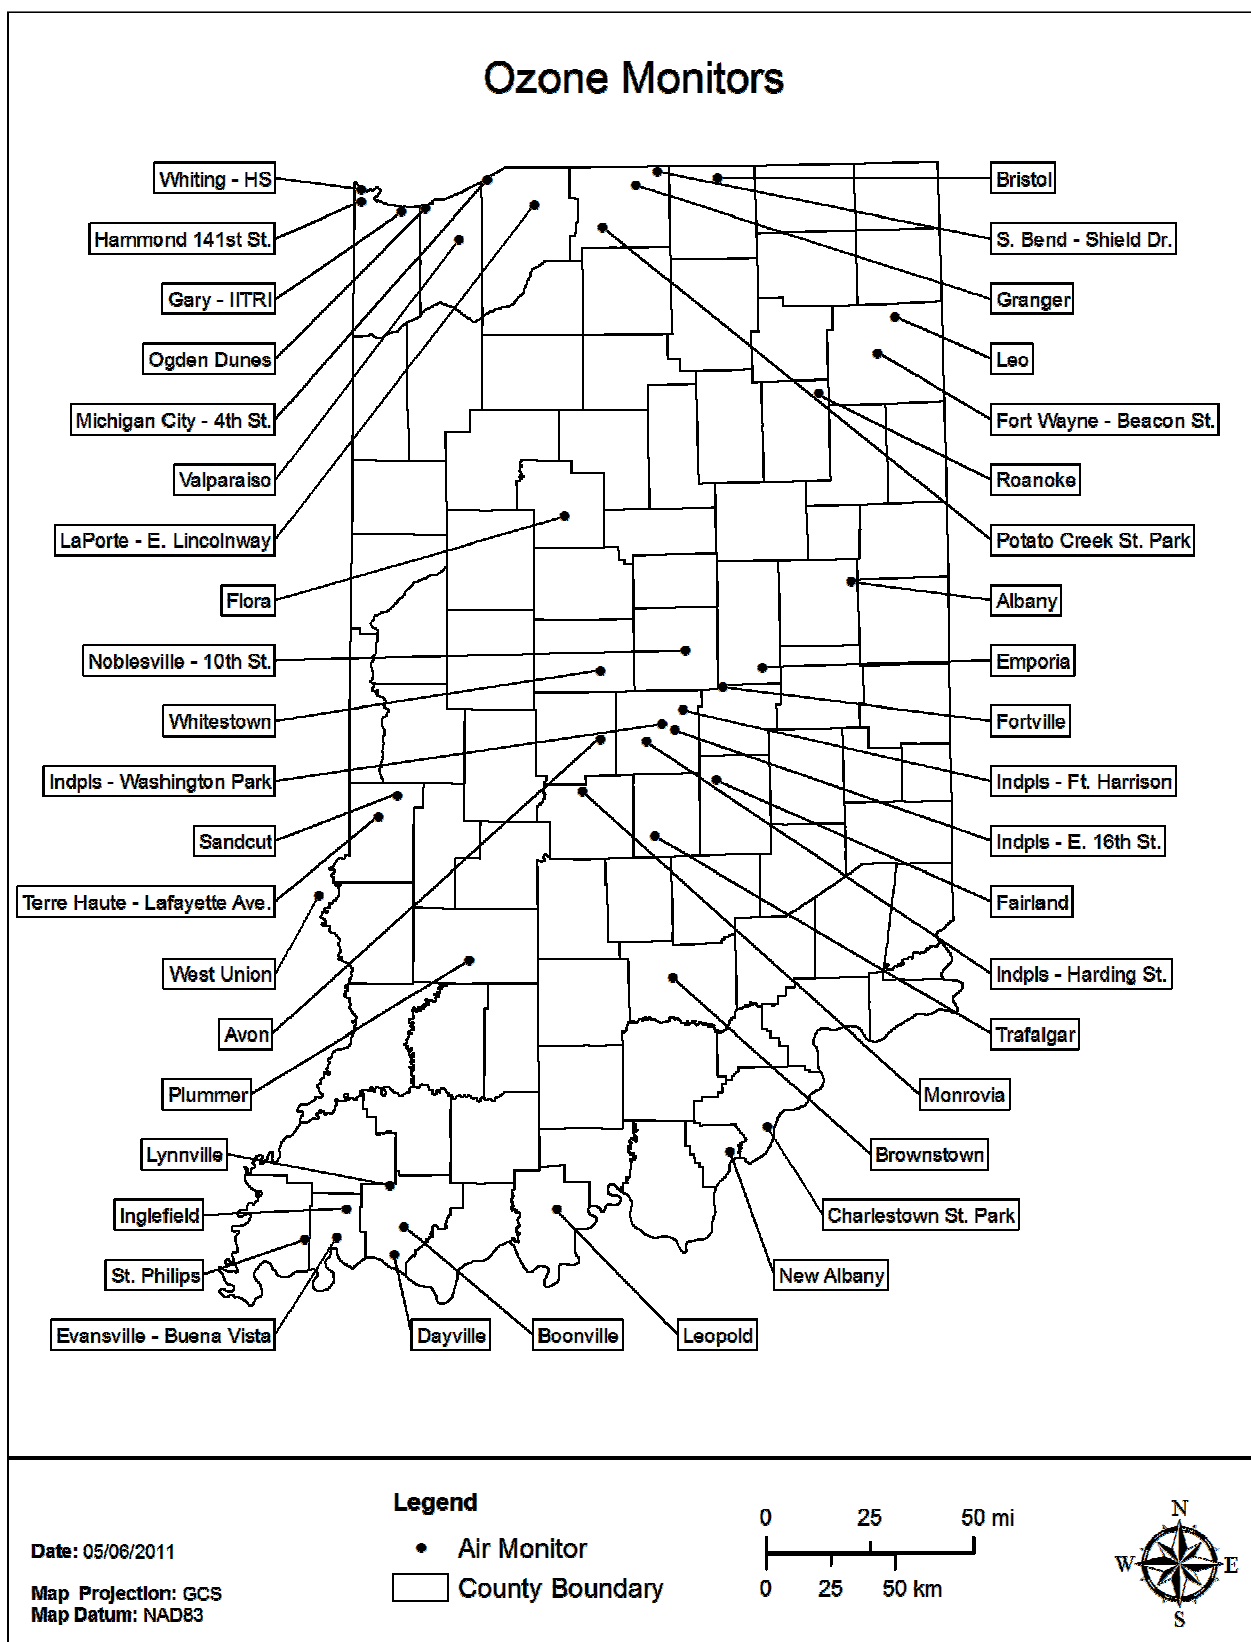 Ozone Monitors
Whiting - HS
Hammond 141st St.
Gary - IITRI
Ogden Dunes
Michigan City - 4th St.
Valparaiso
LaPorte - E. Lincolnway
Flora
Noblesville - 10th St.
Whitestown
Indpls - Washington Park
Sandcut
Terre Haute - Lafayette Ave.
West Union
Avon
Plummer
Lynnville
Inglefield
St. Philips
Evansville - Buena Vista
Dayville
Boonville
Leopold
Bristol
S. Bend - Shield Dr.
Granger
Leo
Fort Wayne - Beacon St.
Roanoke
Potato Creek St. Park
Albany
Emporia
Fortville
Indpls - Ft. Harrison
Indpls - E. 16th St.
Fairland
Indpls - Harding St.
Trafalgar
Monrovia
Brownstown
Charlestown St. Park
New Albany
Date: 05/06/2011
Map Projection: GCS
Map Datum: NAD83
Legend
Air Monitor
County Boundary
0 25 50 mi
0 25 50 km
N
W E
S